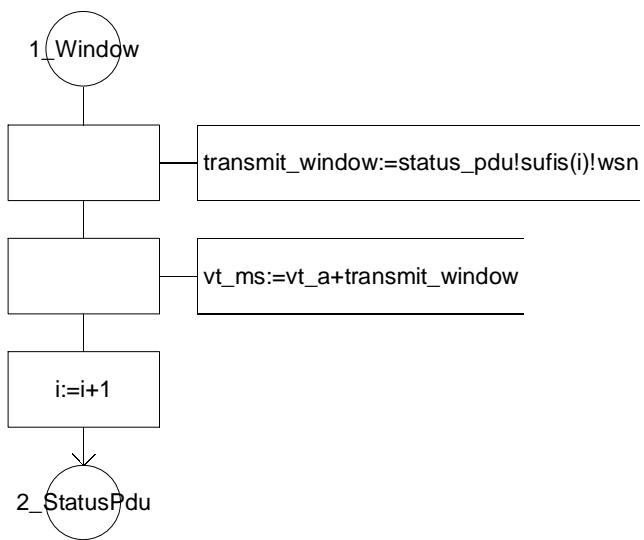 1_Window
transmit_window:=status_pdu!sufis(i)!wsn
vt_ms:=vt_a+transmit_window
i:=i+1
2_StatusPdu